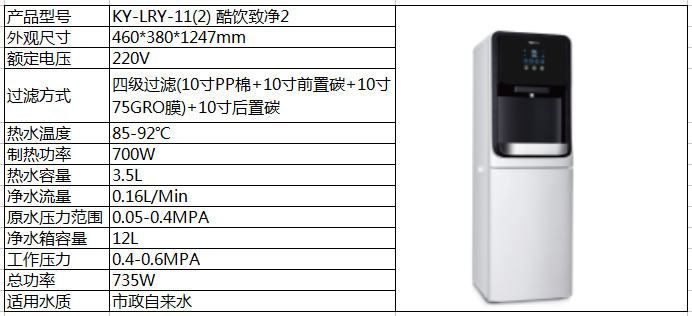 产品型号 KY-LRY-11(2) 酷饮致净2
外观尺寸 460*380*1247mm
额定电压 220V
过滤方式 四级过滤(10寸PP棉+10寸前置碳+10寸
75GRO膜)+10寸后置碳
热水温度 85-92℃
制热功率 700W
热水容量 3.5L
净水流量 0.16L/Min
原水压力范围 0.05-0.4MPA
净水箱容量 12L
工作压力 0.4-0.6MPA
总功率 735W
适用水质 市政自来水